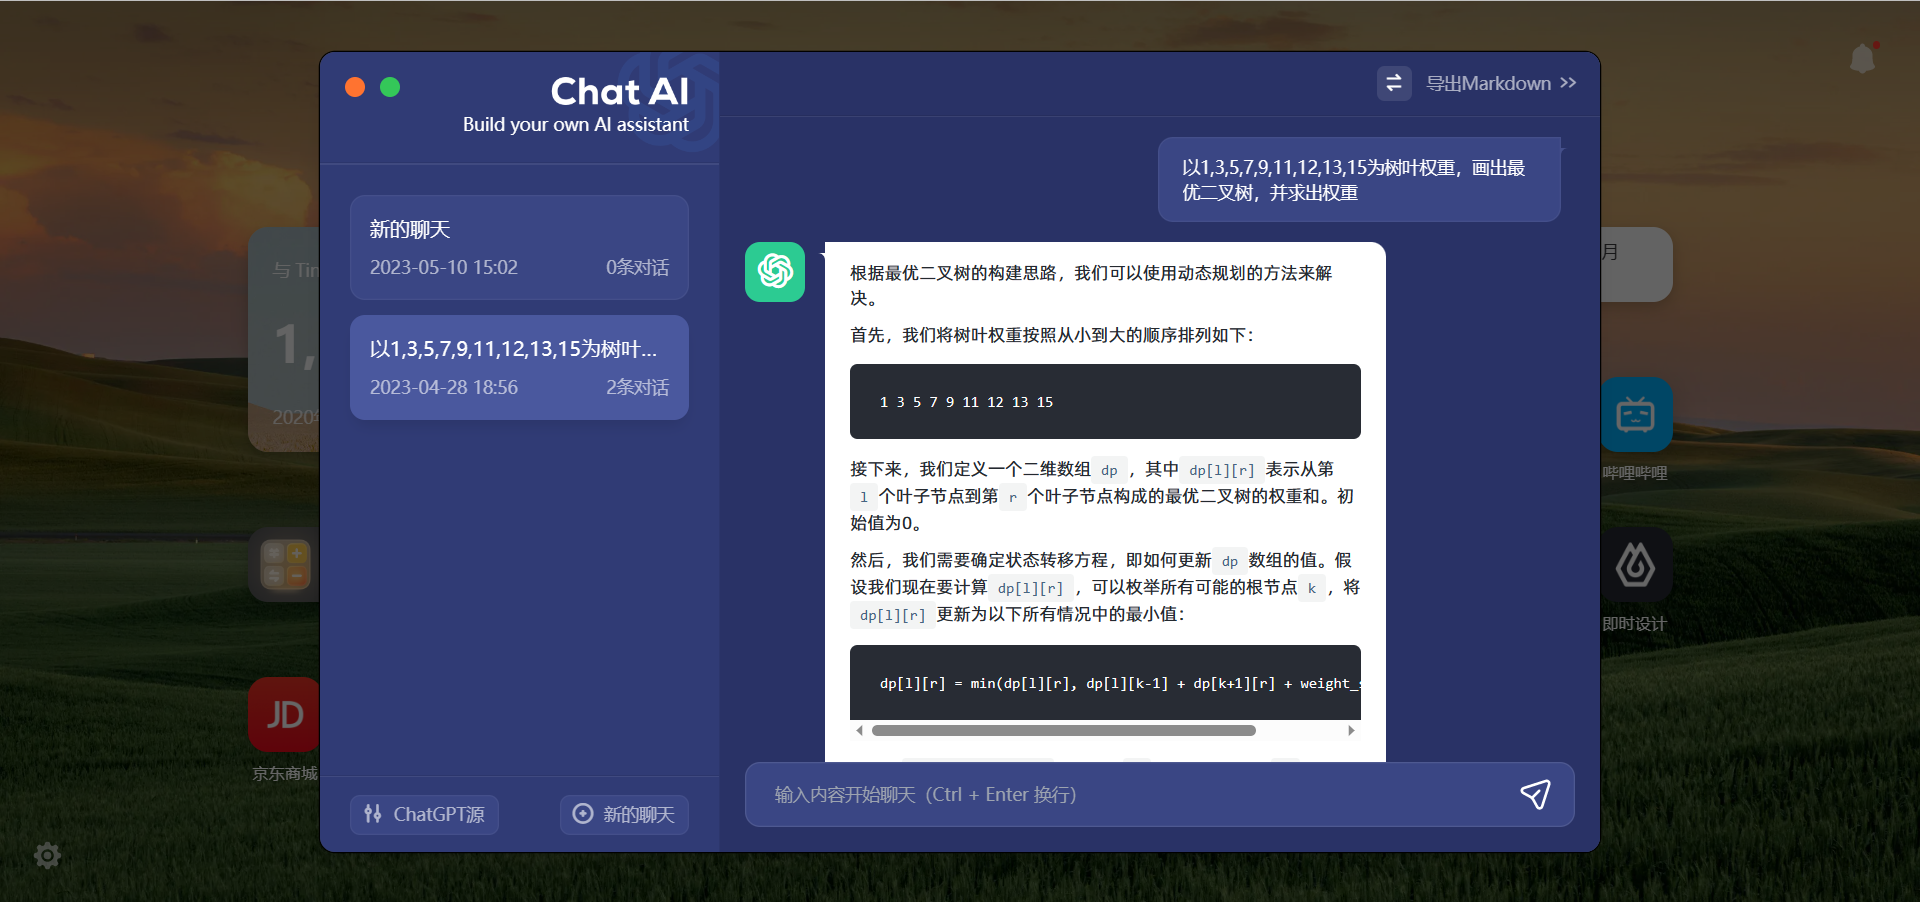 Chat AI
Build your own AI assistant
导出Markdown >>
新的聊天
2023-05-10 15:02
0条对话
以1,3,5,7,9,11,12,13,15为树叶...
2023-04-28 18:56
2条对话
以1,3,5,7,9,11,12,13,15为树叶权重，画出最
优二叉树，并求出权重
根据最优二叉树的构建思路，我们可以使用动态规划的方法来解
决。
首先，我们将树叶权重按照从小到大的顺序排列如下：
1 3 5 7 9 11 12 13 15
接下来，我们定义一个二维数组 dp ，其中 dp[l][r] 表示从第
l 个叶子节点到第 r 个叶子节点构成的最优二叉树的权重和。初
始值为0。
然后，我们需要确定状态转移方程，即如何更新 dp 数组的值。假
设我们现在要计算 dp[l][r] ，可以枚举所有可能的根节点 k ，将
dp[l][r] 更新为以下所有情况中的最小值：
dp[l][r] = min(dp[l][r], dp[l][k-1] + dp[k+1][r] + weight_s
输入内容开始聊天（Ctrl + Enter 换行）
ChatGPT源
新的聊天
与 Tim
1,
2020年
JD
京东商城
月
哔哩哔哩
即时设计